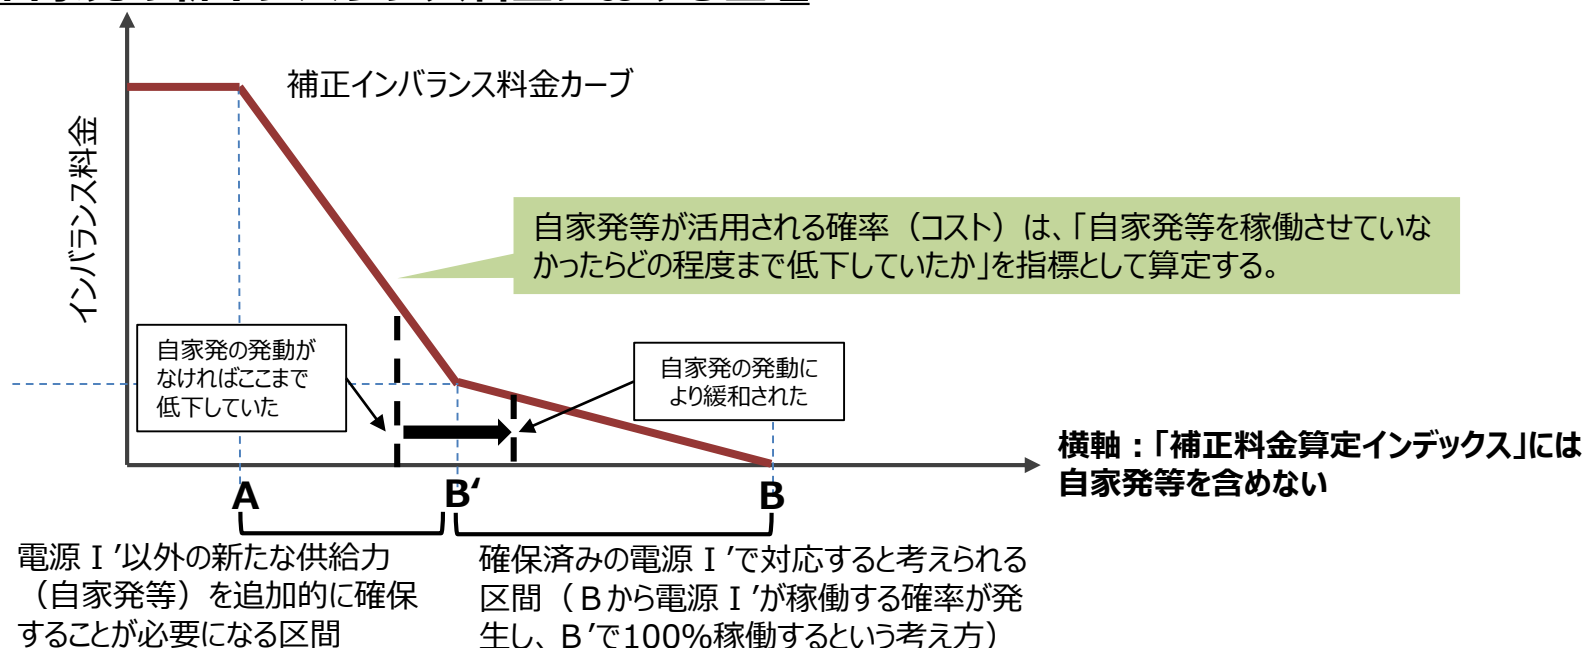 補正インバランス料金カーブ
インバランス料金
自家発等が活用される確率（コスト）は、「自家発等を稼働させていな
かったらどの程度まで低下していたか」を指標として算定する。
自家発の発動が
なければここまで
低下していた
自家発の発動に
より緩和された
横軸：「補正料金算定インデックス」には
自家発等を含めない
A
B‘
B
電源Ⅰ’以外の新たな供給力
（自家発等）を追加的に確保
することが必要になる区間
確保済みの電源Ⅰ’で対応すると考えられる
区間（Ｂから電源Ⅰ’が稼働する確率が発
生し、Ｂ’で100%稼働するという考え方）